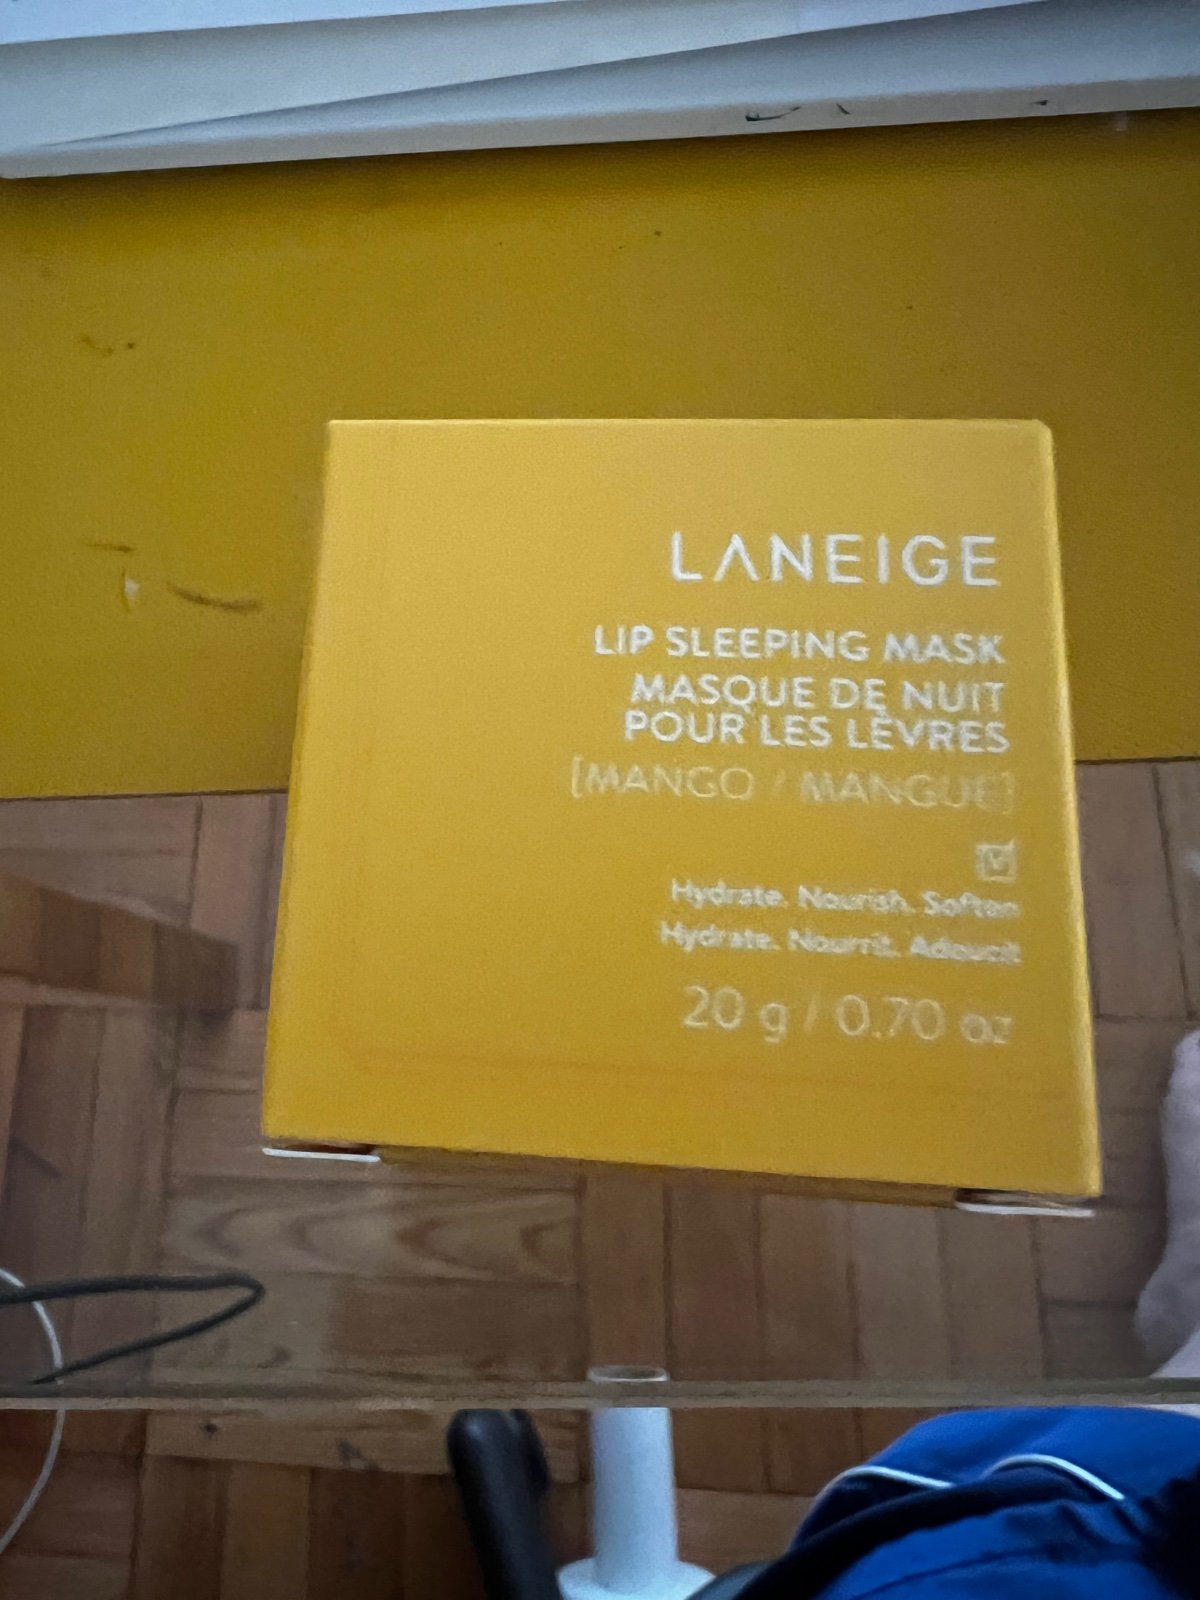 LANEIGE
LIP SLEEPING MASK
MASQUE DE NUIT
POUR LES LÈVRES
[MANGO / MANGUE]
Hydrate. Nourish. Soften
Hydrate. Nourrit. Adoucit
20 g / 0.70 oz